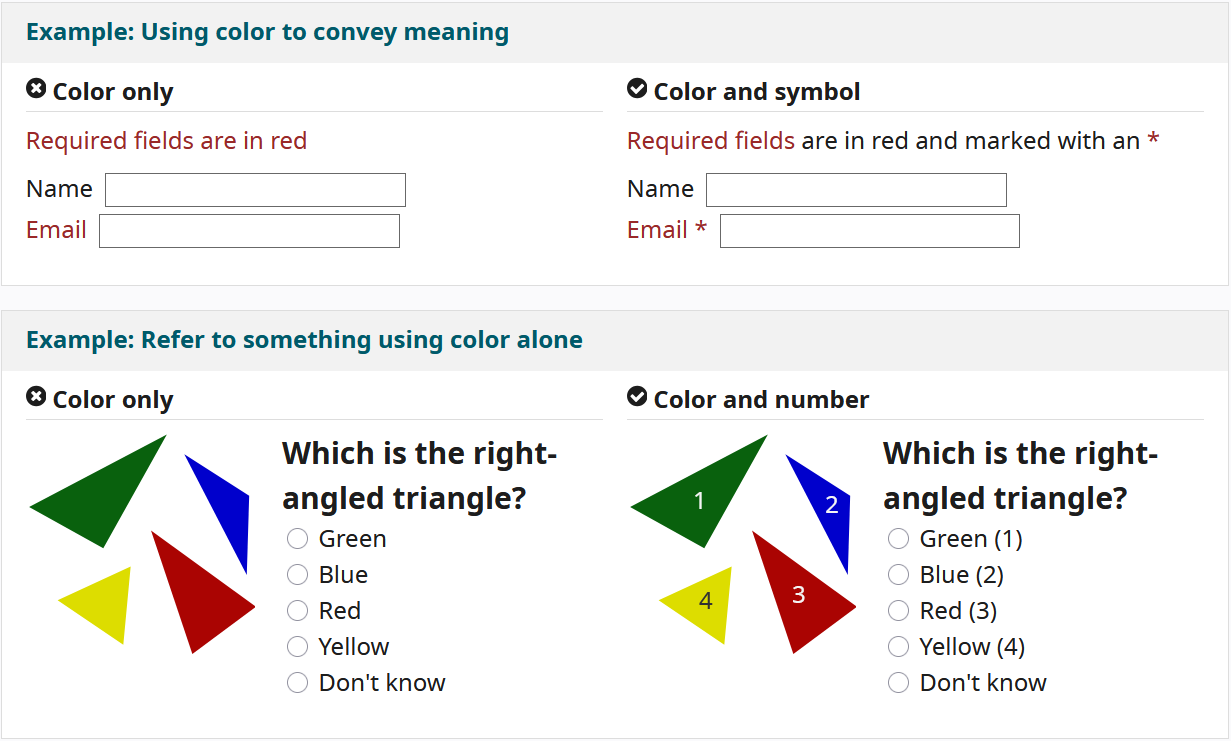 Example: Using color to convey meaning
Color only
Required fields are in red
Name
Email
Color and symbol
Required fields are in red and marked with an *
Name
Email *
Example: Refer to something using color alone
Color only
Which is the right-
angled triangle?
Green
Blue
Red
Yellow
Don't know
Color and number
1
2
3
4
Which is the right-
angled triangle?
Green (1)
Blue (2)
Red (3)
Yellow (4)
Don't know